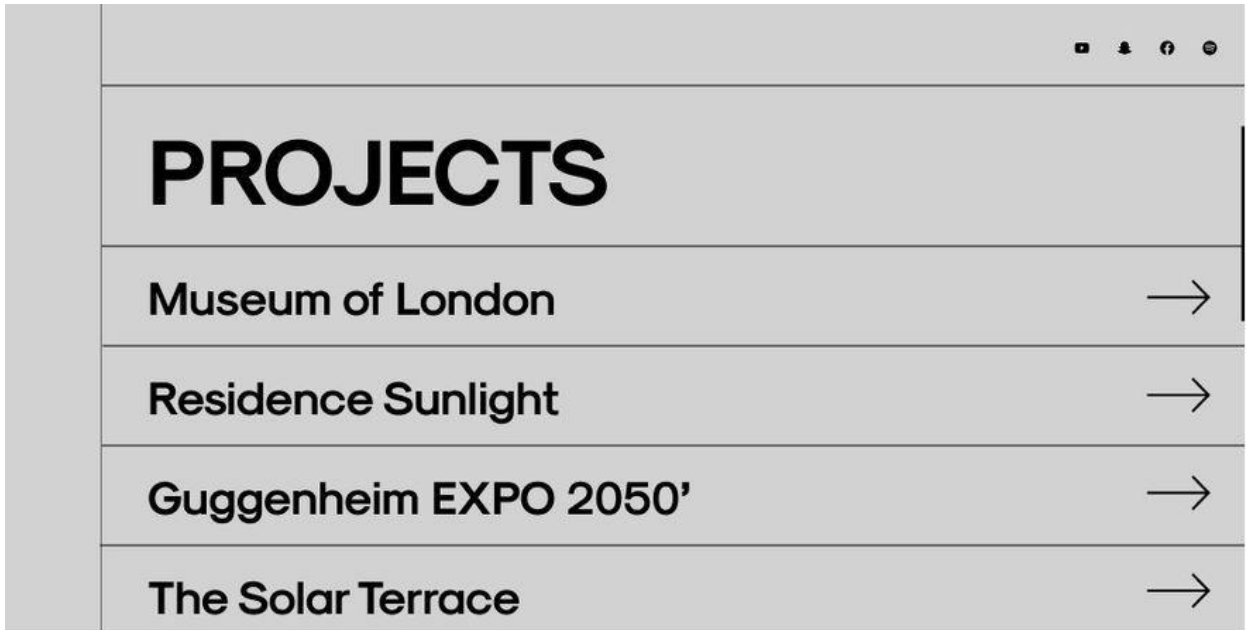 PROJECTS
Museum of London
Residence Sunlight
Guggenheim EXPO 2050’
The Solar Terrace